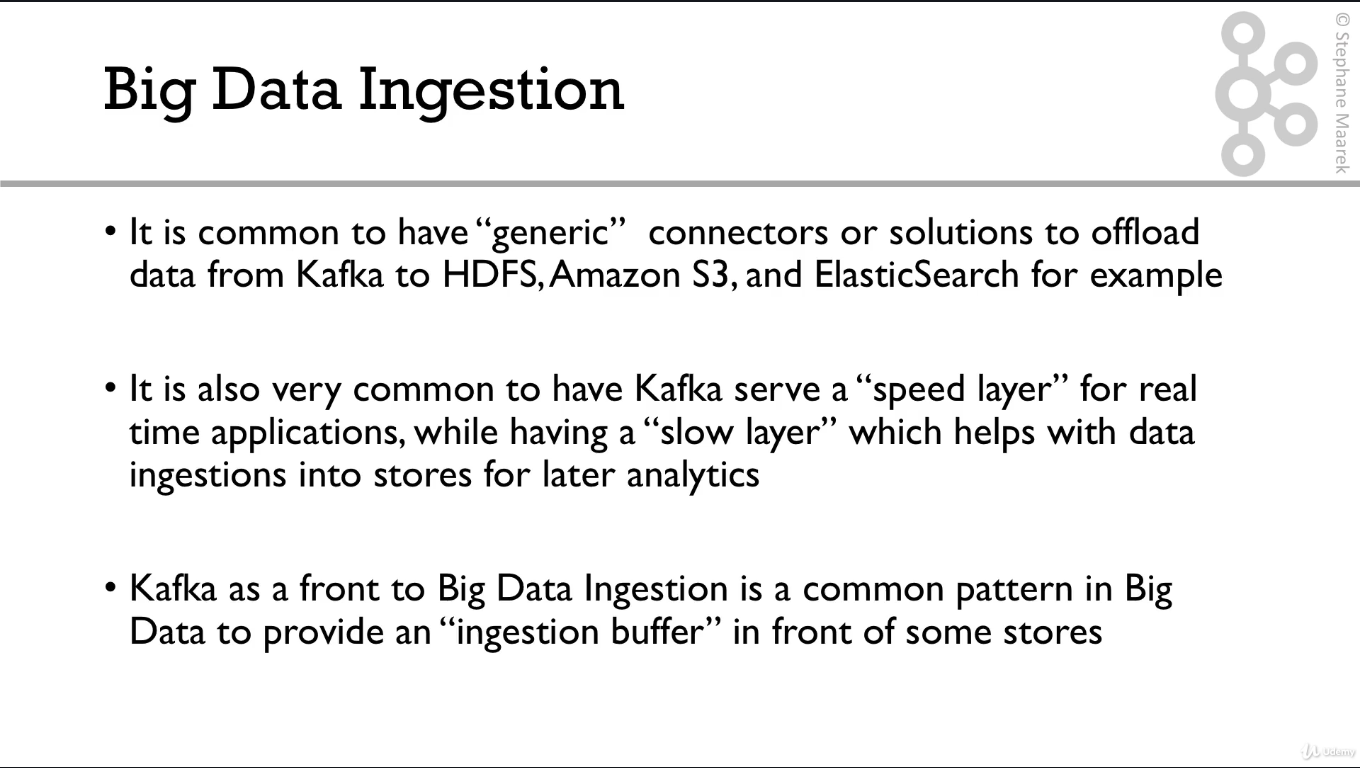 Big Data Ingestion
© Stephane Maarek
• It is common to have “generic”  connectors or solutions to offload
data from Kafka to HDFS, Amazon S3, and ElasticSearch for example
• It is also very common to have Kafka serve a “speed layer” for real
time applications, while having a “slow layer” which helps with data
ingestions into stores for later analytics
• Kafka as a front to Big Data Ingestion is a common pattern in Big
Data to provide an “ingestion buffer” in front of some stores
Udemy